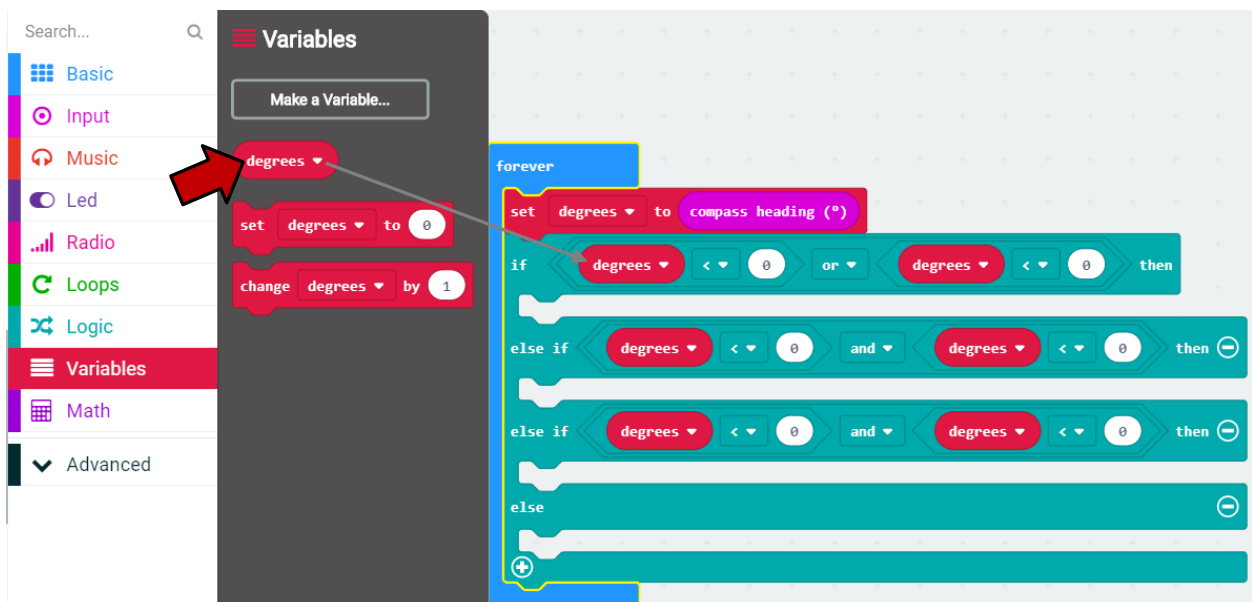 Search...
Basic
Input
Music
Led
Radio
Loops
Logic
Variables
Math
Advanced
Variables
Make a Variable...
degrees
set degrees to 0
change degrees by 1
forever
set degrees to compass heading (°)
if degrees < 0 or degrees < 0 then
else if degrees < 0 and degrees < 0 then
else if degrees < 0 and degrees < 0 then
else